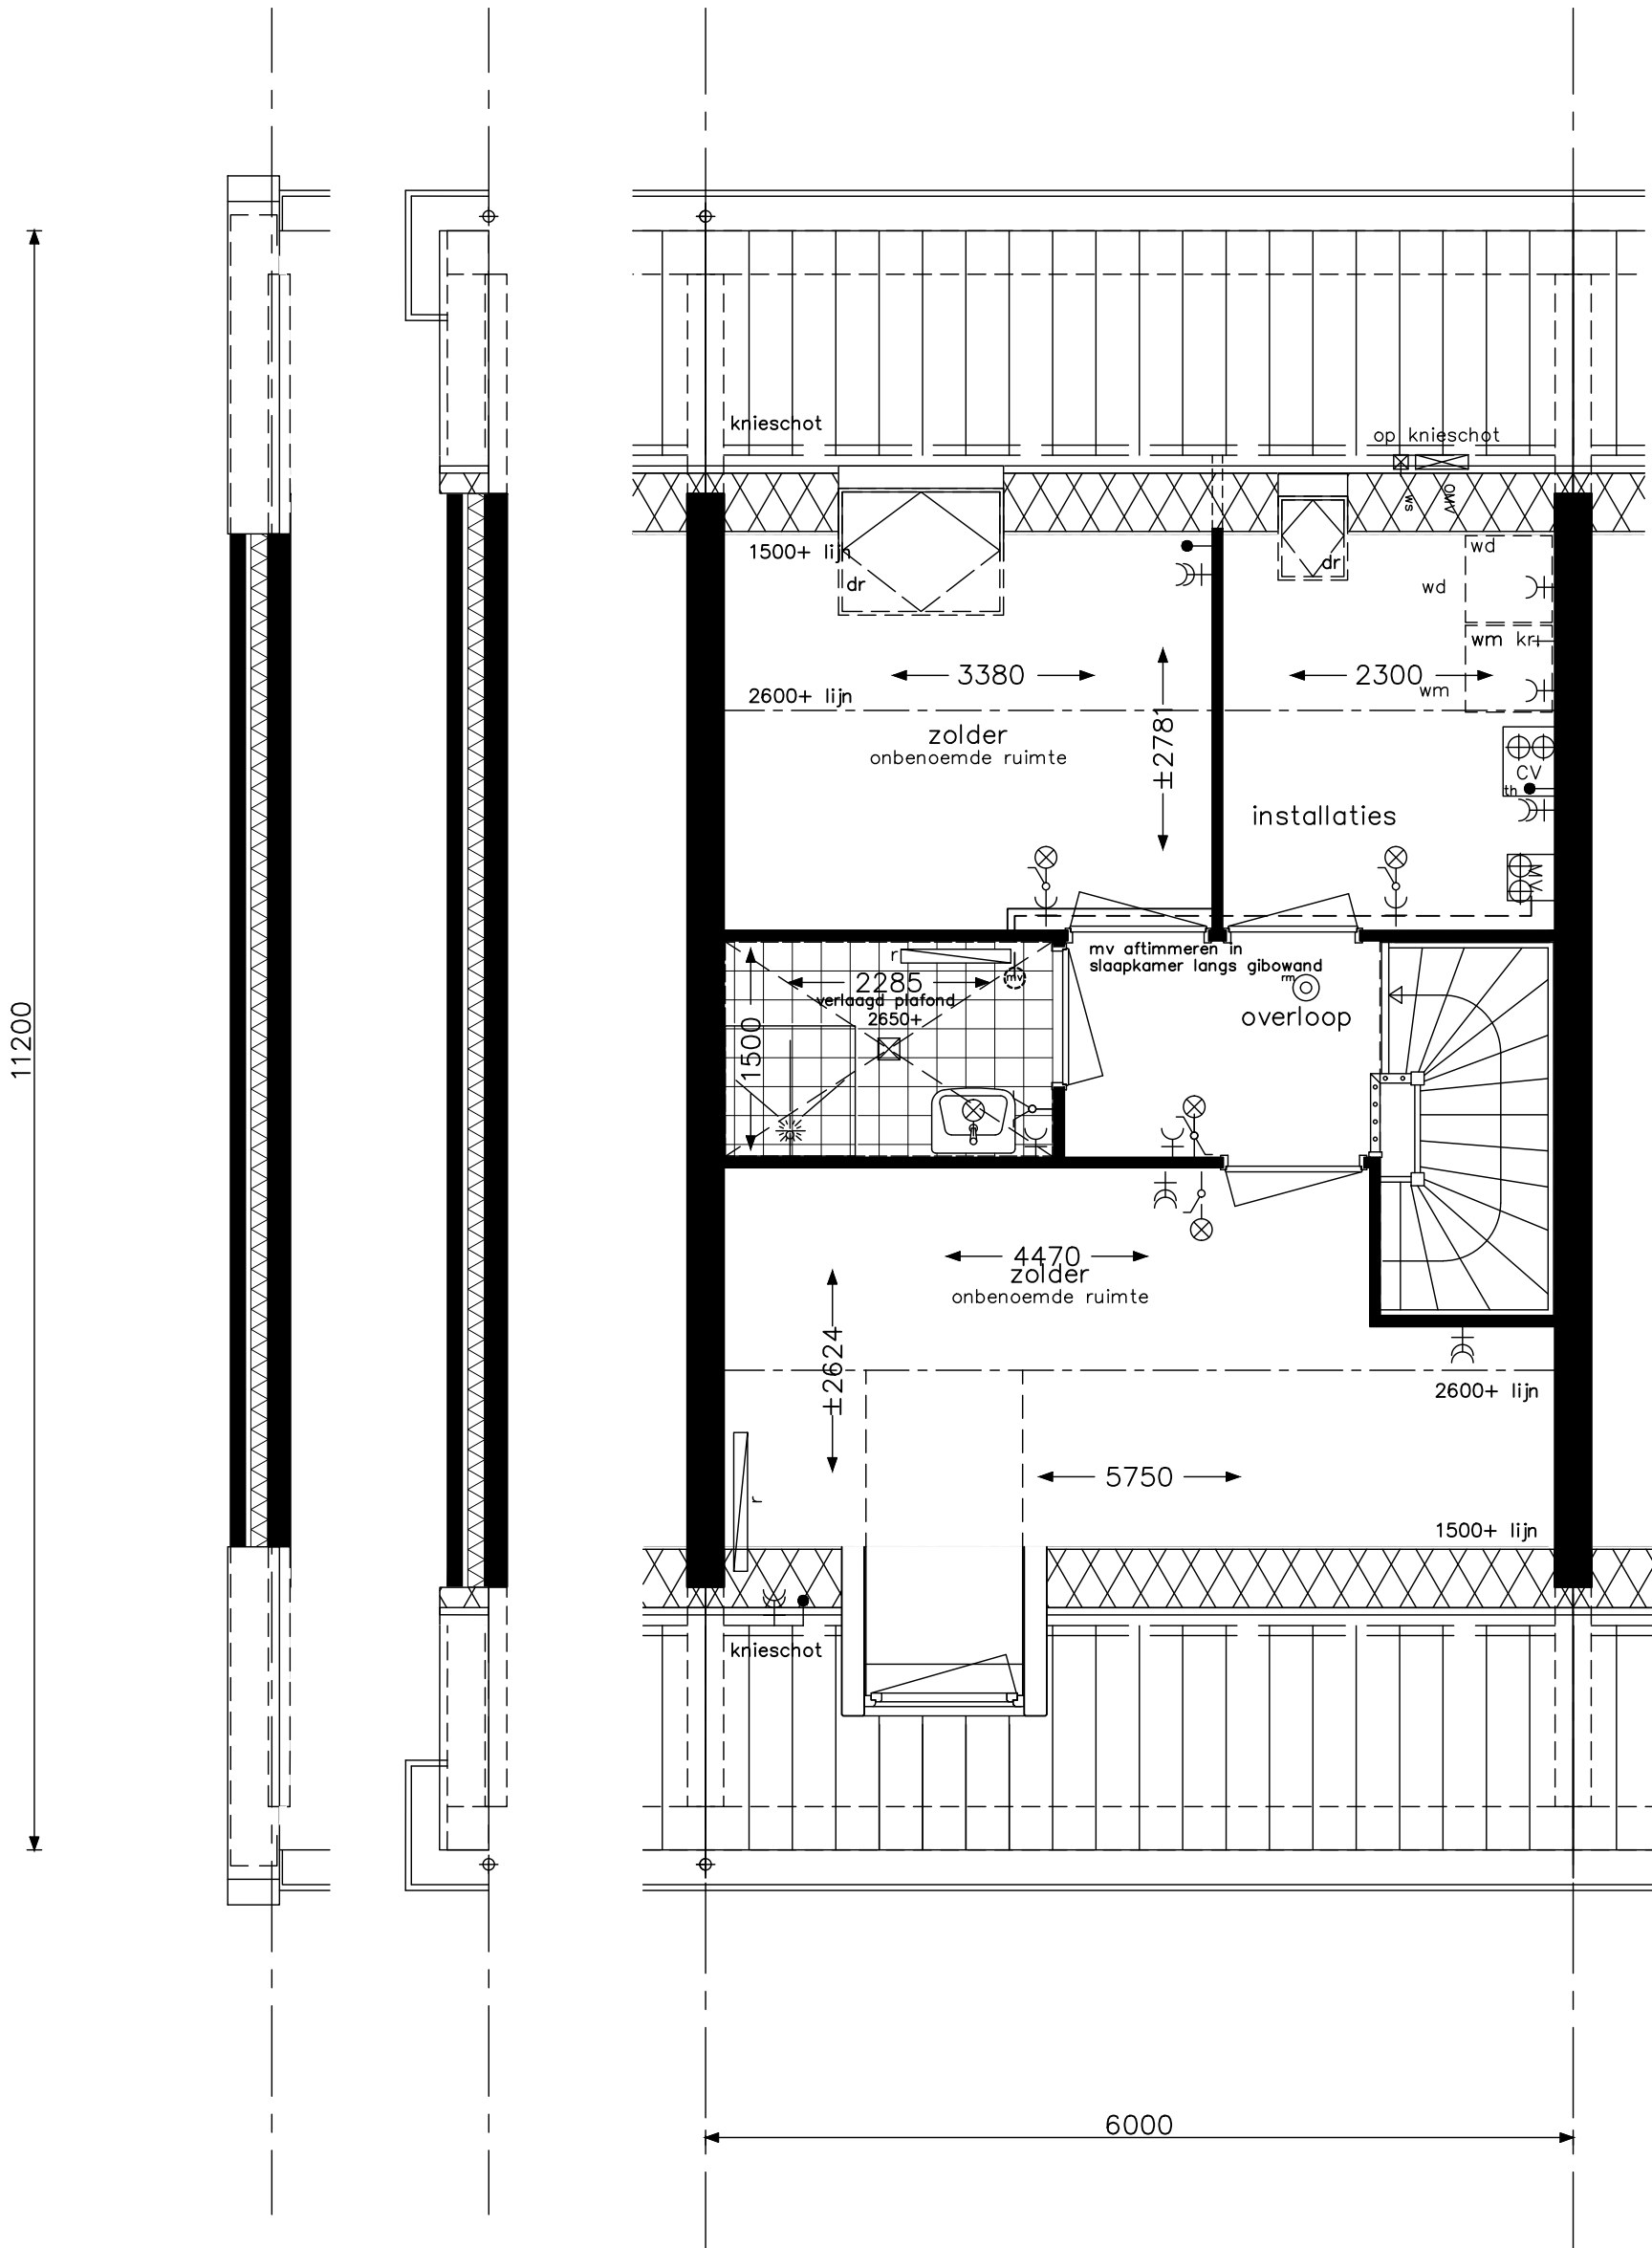 knieschot
op knieschot
ws
OMV
1500+ lijn
dr
dr
wd
wd
wm kr
wm
3380
2300
2600+ lijn
±2781
zolder
onbenoemde ruimte
CV
th
installaties
MV
mv aftimmeren in
slaapkamer langs gibowand
r
mv
2285
verlaagd plafond
2650+
1500
rm
overloop
11200
4470
zolder
onbenoemde ruimte
±2624
2600+ lijn
5750
r
1500+ lijn
knieschot
6000